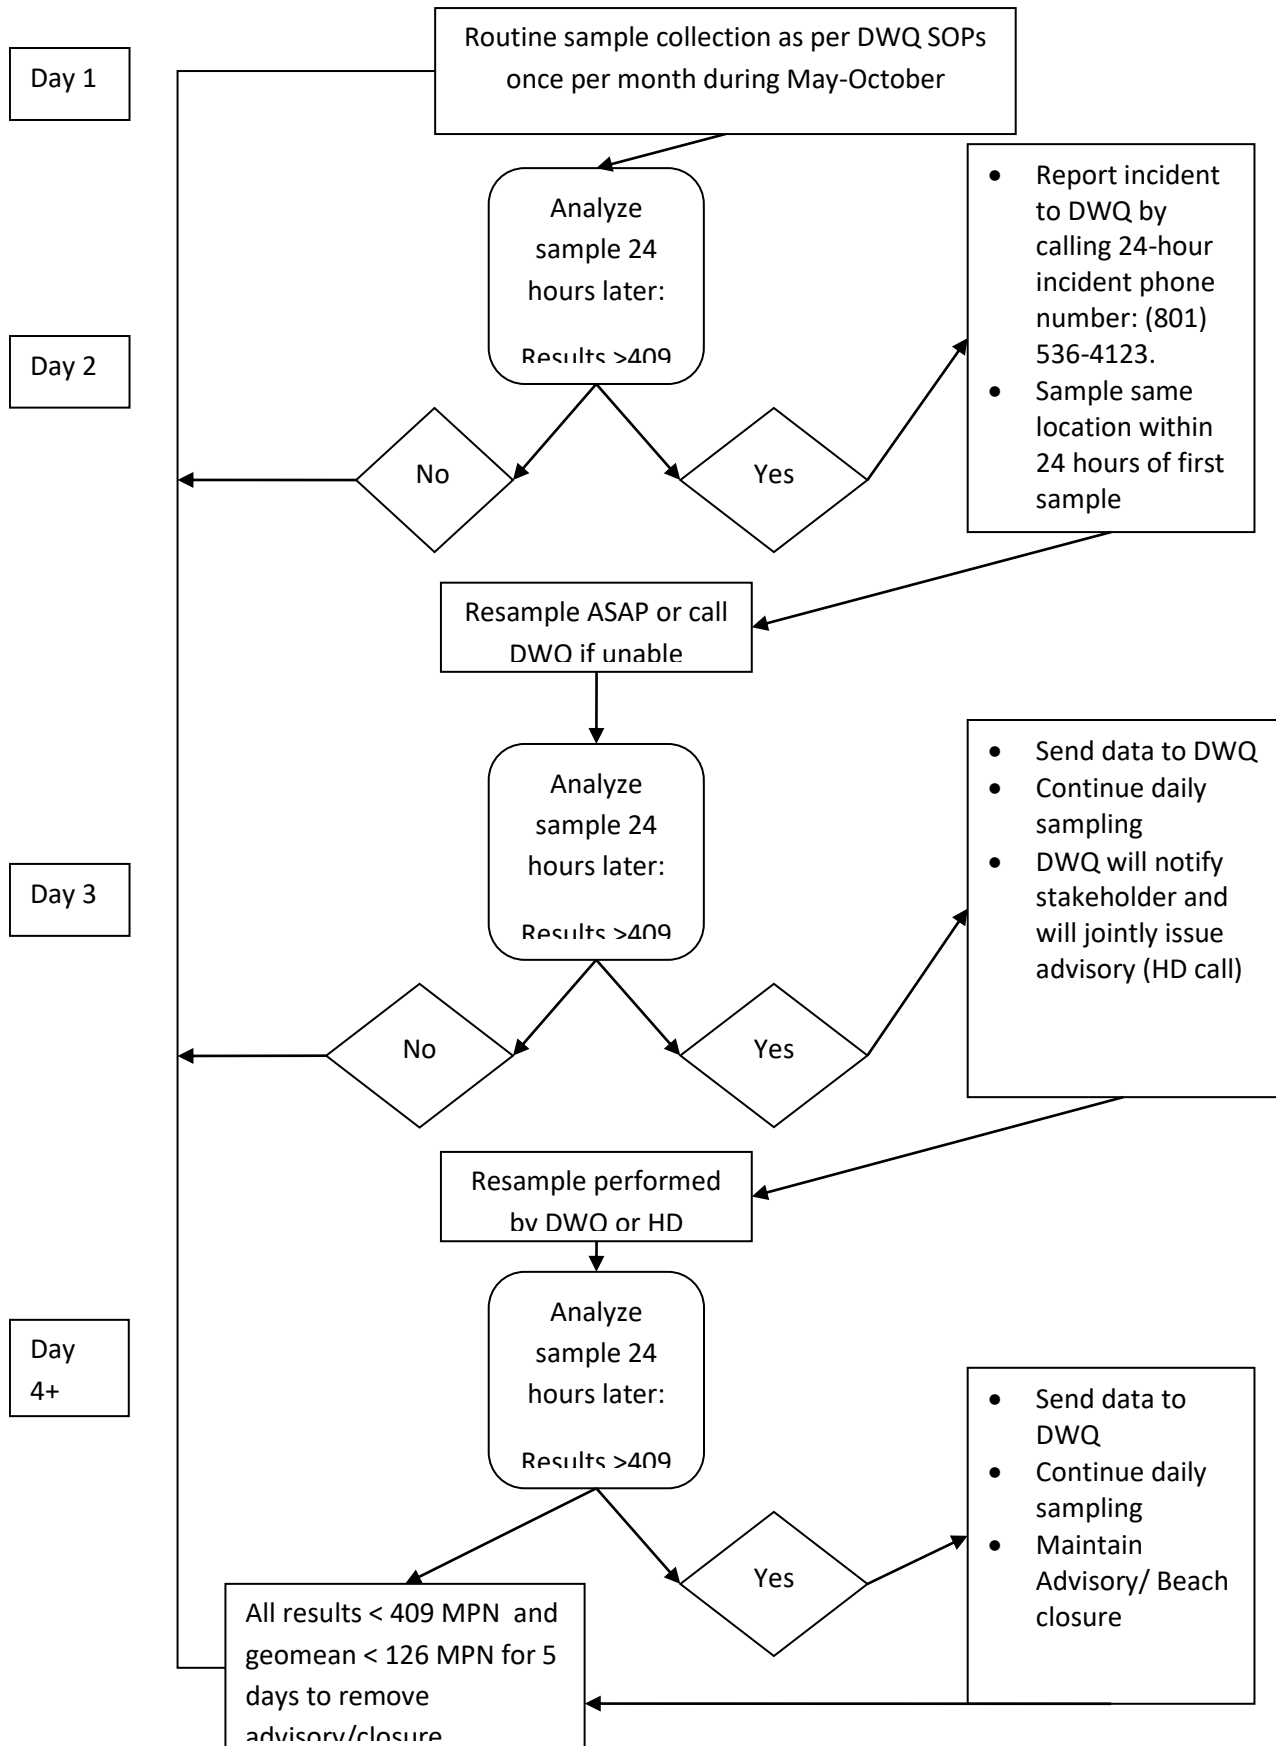 Day 1
Routine sample collection as per DWQ SOPs
once per month during May-October
Analyze
sample 24
hours later:
Results >409
Day 2
• Report incident
to DWQ by
calling 24-hour
incident phone
number: (801)
536-4123.
• Sample same
location within
24 hours of first
sample
No
Yes
Resample ASAP or call
DWQ if unable
Analyze
sample 24
hours later:
Results >409
Day 3
• Send data to DWQ
• Continue daily
sampling
• DWQ will notify
stakeholder and
will jointly issue
advisory (HD call)
No
Yes
Resample performed
by DWQ or HD
Analyze
sample 24
hours later:
Results >409
Day
4+
• Send data to
DWQ
• Continue daily
sampling
• Maintain
Advisory/ Beach
closure
Yes
All results < 409 MPN and
geomean < 126 MPN for 5
days to remove
advisory/closure